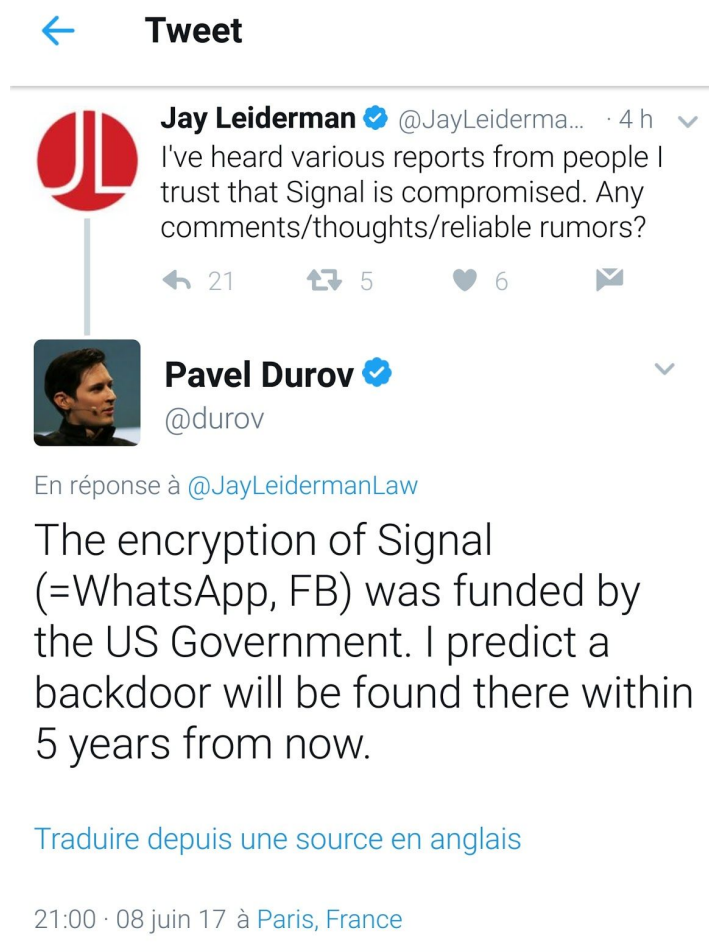 Tweet
JL
Jay Leiderman @JayLeiderma... · 4 h
I've heard various reports from people I
trust that Signal is compromised. Any
comments/thoughts/reliable rumors?
21 5 6
Pavel Durov
@durov
En réponse à @JayLeidermanLaw
The encryption of Signal
(=WhatsApp, FB) was funded by
the US Government. I predict a
backdoor will be found there within
5 years from now.
Traduire depuis une source en anglais
21:00 · 08 juin 17 à Paris, France